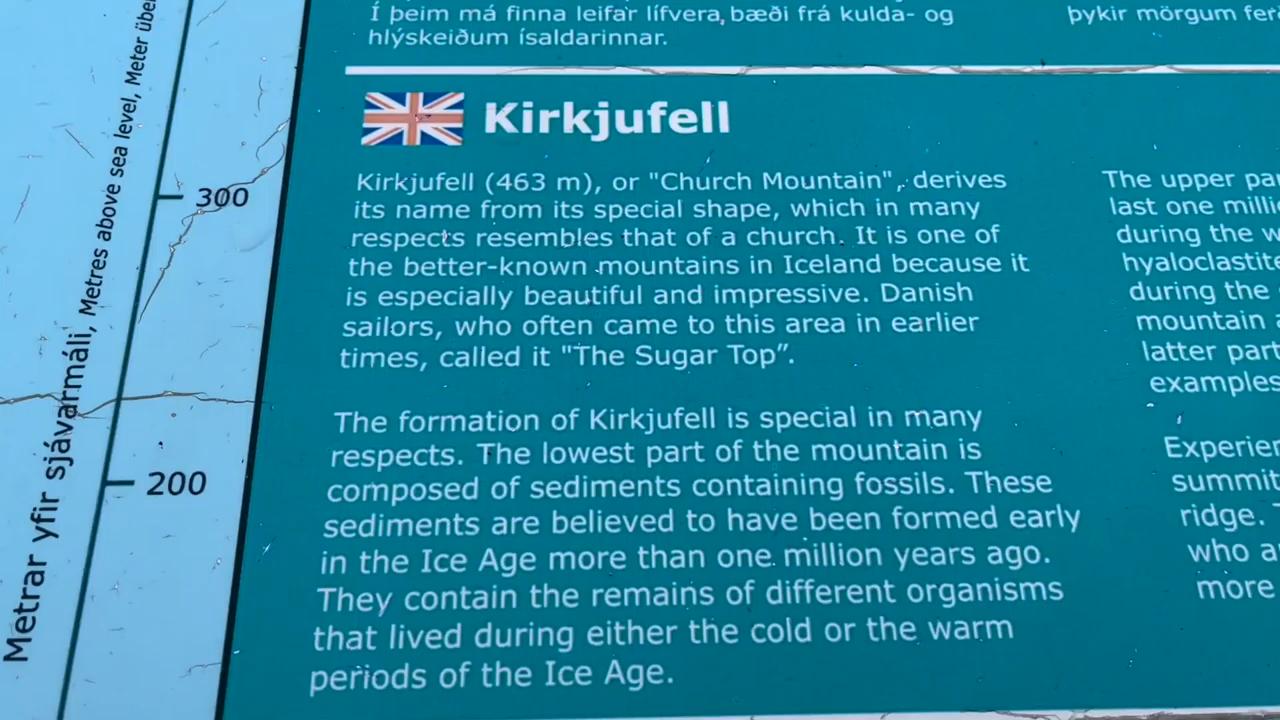 Í þeim má finna leifar lífvera, bæði frá kulda- og
hlýskeiðum ísaldarinnar.
þykir mörgum
Kirkjufell
Kirkjufell (463 m), or "Church Mountain", derives
its name from its special shape, which in many
respects resembles that of a church. It is one of
the better-known mountains in Iceland because it
is especially beautiful and impressive. Danish
sailors, who often came to this area in earlier
times, called it "The Sugar Top”.
The formation of Kirkjufell is special in many
respects. The lowest part of the mountain is
composed of sediments containing fossils. These
sediments are believed to have been formed early
in the Ice Age more than one million years ago.
They contain the remains of different organisms
that lived during either the cold or the warm
periods of the Ice Age.
The upper
last one
during the
hyaloclastite
during the
mountain
latter part
examples
summit
ridge.
who
more
Metrar yfir sjávarmáli, Metres above sea level, Meter
300
200